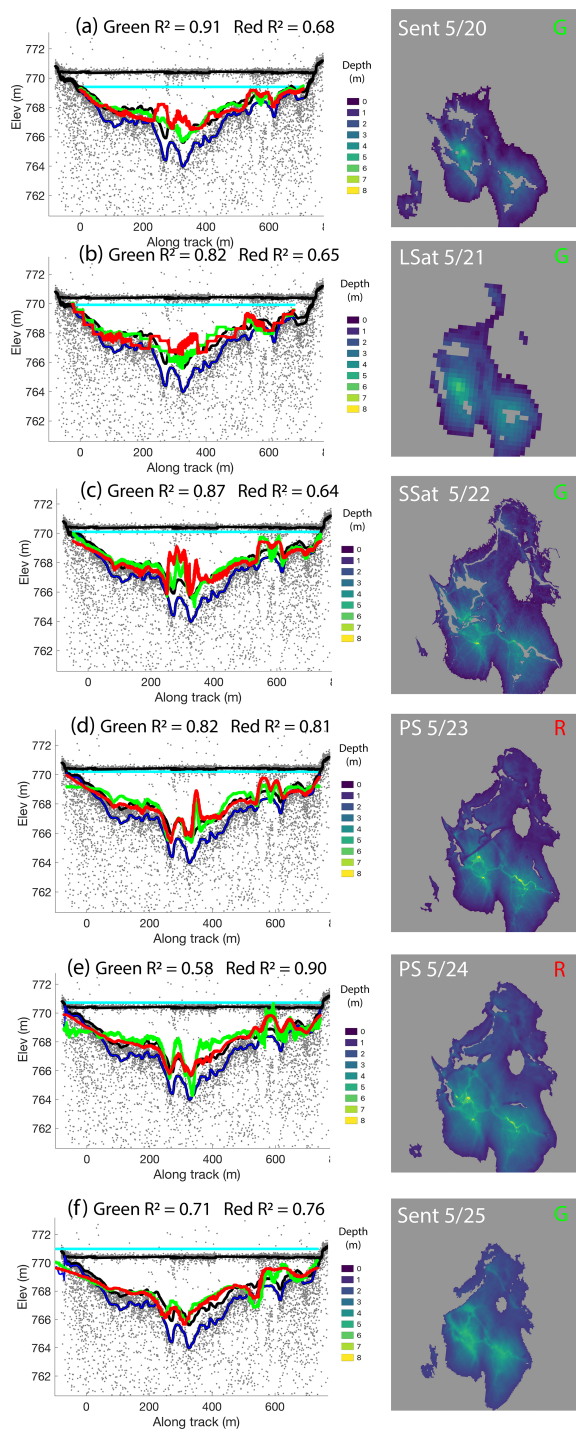 (a) Green R² = 0.91 Red R² = 0.68
Sent 5/20 G
772
770
768
766
764
762
Elev (m)
0 200 400 600 8
Along track (m)
Depth
(m)
0
1
2
3
4
5
6
7
8
(b) Green R² = 0.82 Red R² = 0.65
LSat 5/21 G
772
770
768
766
764
762
Elev (m)
0 200 400 600 8
Along track (m)
Depth
(m)
0
1
2
3
4
5
6
7
8
(c) Green R² = 0.87 Red R² = 0.64
SSat 5/22 G
772
770
768
766
764
762
Elev (m)
0 200 400 600 8
Along track (m)
Depth
(m)
0
1
2
3
4
5
6
7
8
(d) Green R² = 0.82 Red R² = 0.81
PS 5/23 R
772
770
768
766
764
762
Elev (m)
0 200 400 600
Along track (m)
Depth
(m)
0
1
2
3
4
5
6
7
8
(e) Green R² = 0.58 Red R² = 0.90
PS 5/24 R
772
770
768
766
764
762
Elev (m)
0 200 400 600
Along track (m)
Depth
(m)
0
1
2
3
4
5
6
7
8
(f) Green R² = 0.71 Red R² = 0.76
Sent 5/25 G
772
770
768
766
764
762
Elev (m)
0 200 400 600
Along track (m)
Depth
(m)
0
1
2
3
4
5
6
7
8